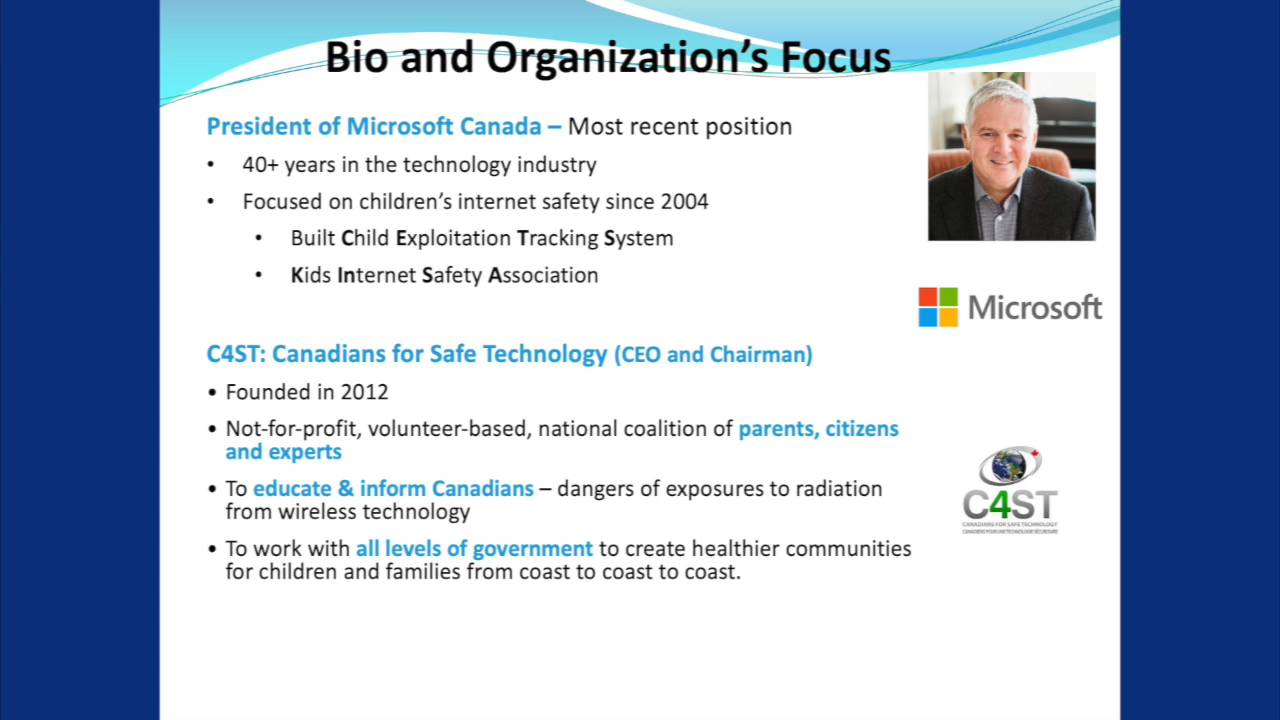 Bio and Organization’s Focus
President of Microsoft Canada – Most recent position
• 40+ years in the technology industry
• Focused on children’s internet safety since 2004
• Built Child Exploitation Tracking System
• Kids Internet Safety Association
Microsoft
C4ST: Canadians for Safe Technology (CEO and Chairman)
• Founded in 2012
• Not-for-profit, volunteer-based, national coalition of parents, citizens
and experts
• To educate & inform Canadians – dangers of exposures to radiation
from wireless technology
• To work with all levels of government to create healthier communities
for children and families from coast to coast to coast.
C4ST
CANADIANS FOR SAFE TECHNOLOGY
CANADIENS POUR UNE TECHNOLOGIE SÉCURITAIRE